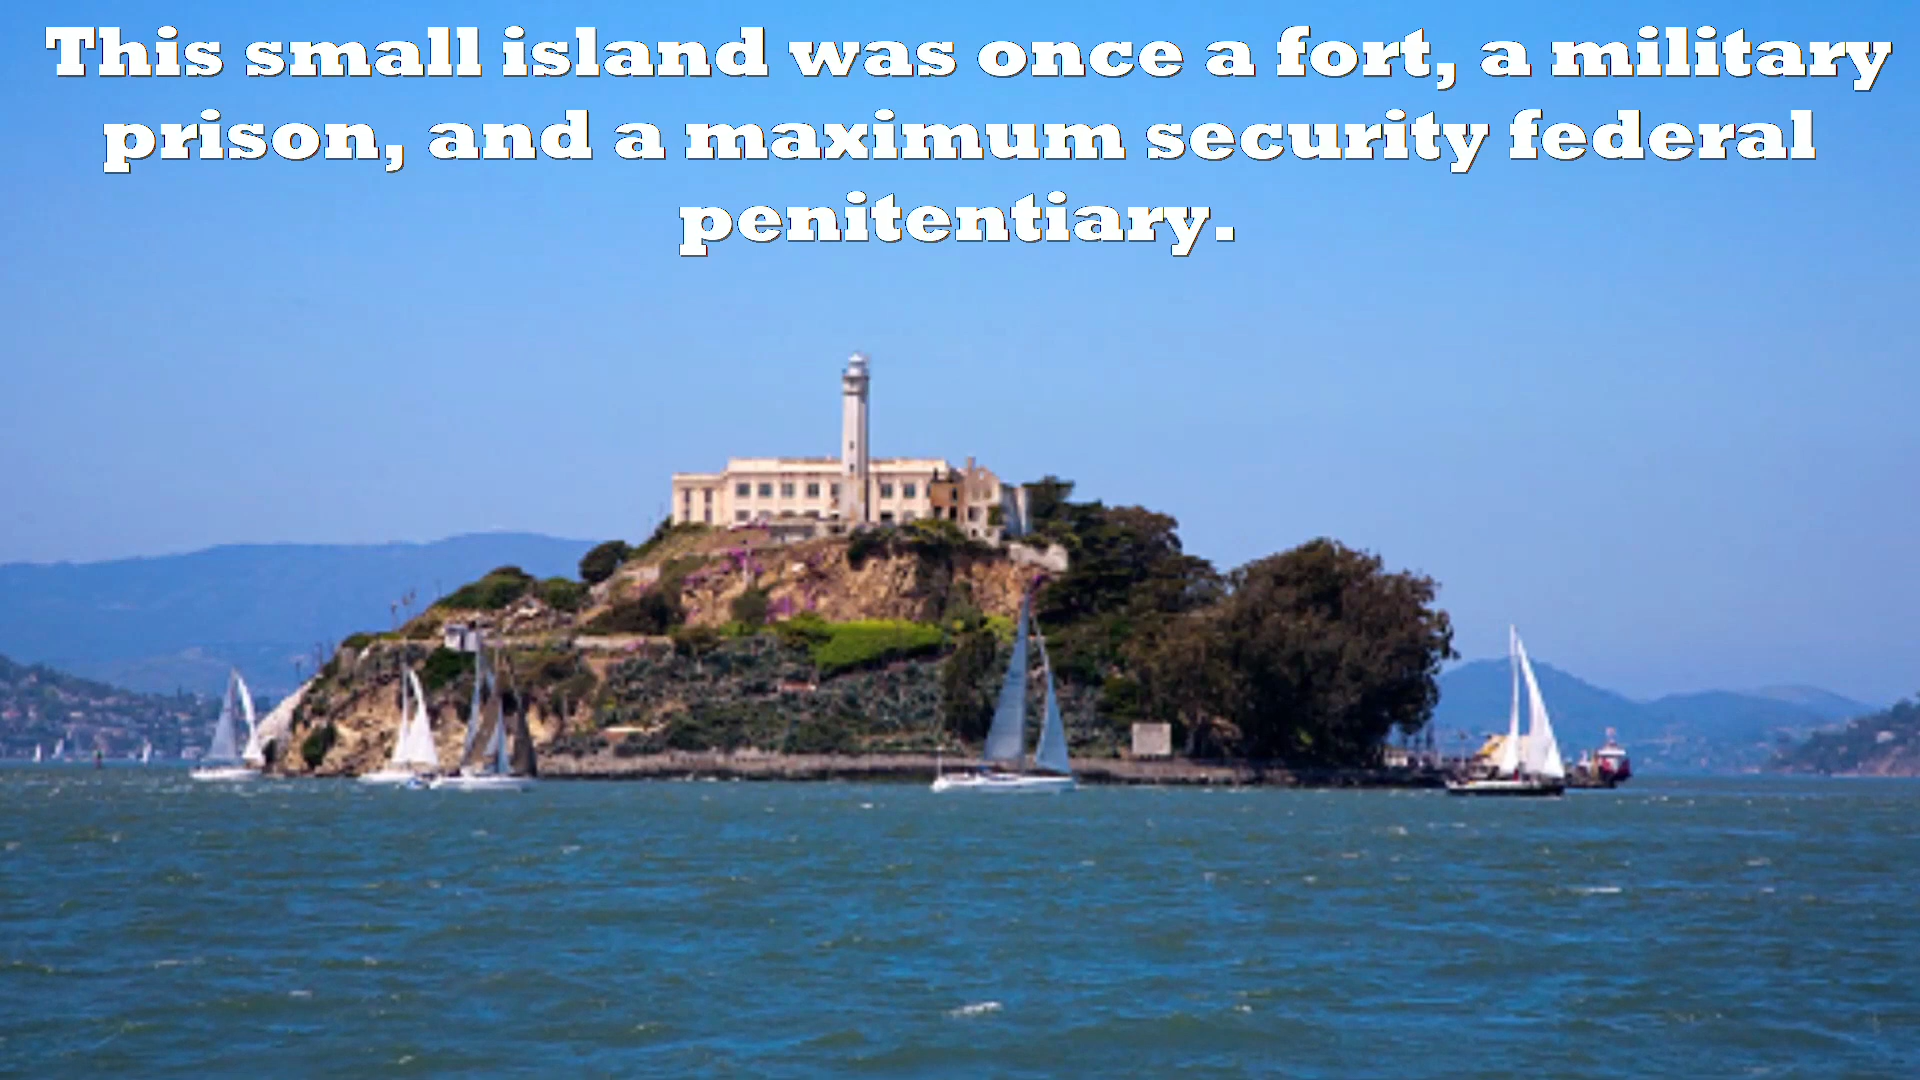 This small island was once a fort, a military
prison, and a maximum security federal
penitentiary.